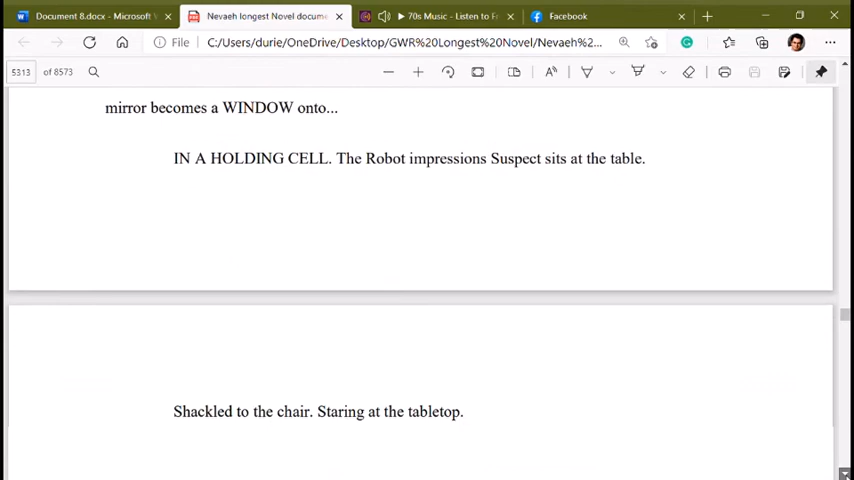 Document 8.docx - Microsoft W
Nevaeh longest Novel docume
70s Music - Listen to Fr
Facebook
File
C:/Users/durie/OneDrive/Desktop/GWR%20Longest%20Novel/Nevaeh%2...
5313 of 8573
mirror becomes a WINDOW onto...
IN A HOLDING CELL. The Robot impressions Suspect sits at the table.
Shackled to the chair. Staring at the tabletop.